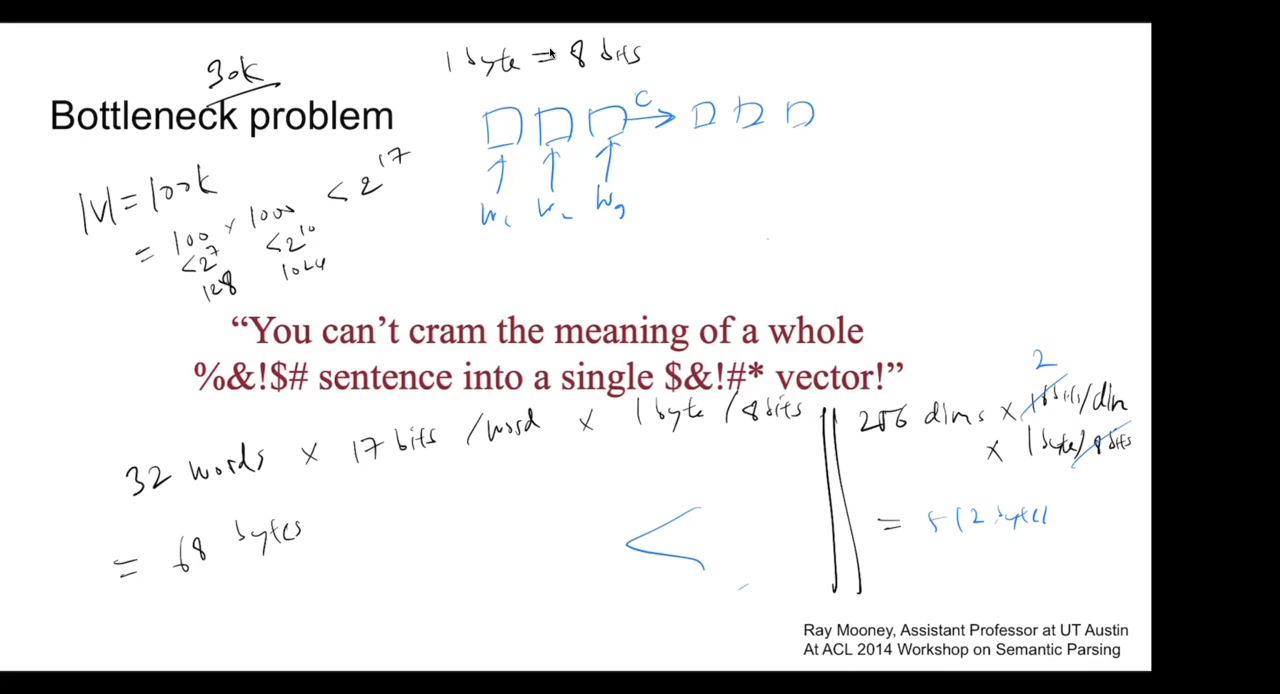 30k
1 byte = 8 bits
Bottleneck problem
C
|V| = 100k
= 100 x 1000 < 2^17
< 2^7 < 2^10
128 1024
“You can’t cram the meaning of a whole
%&!$# sentence into a single $&!#* vector!”
2
32 words x 17 bits /word x 1 byte / 8 bits
256 dims x 16 bits/dim
x 1 byte / 8 bits
= 68 bytes
<
= 512 bytes
Ray Mooney, Assistant Professor at UT Austin
At ACL 2014 Workshop on Semantic Parsing